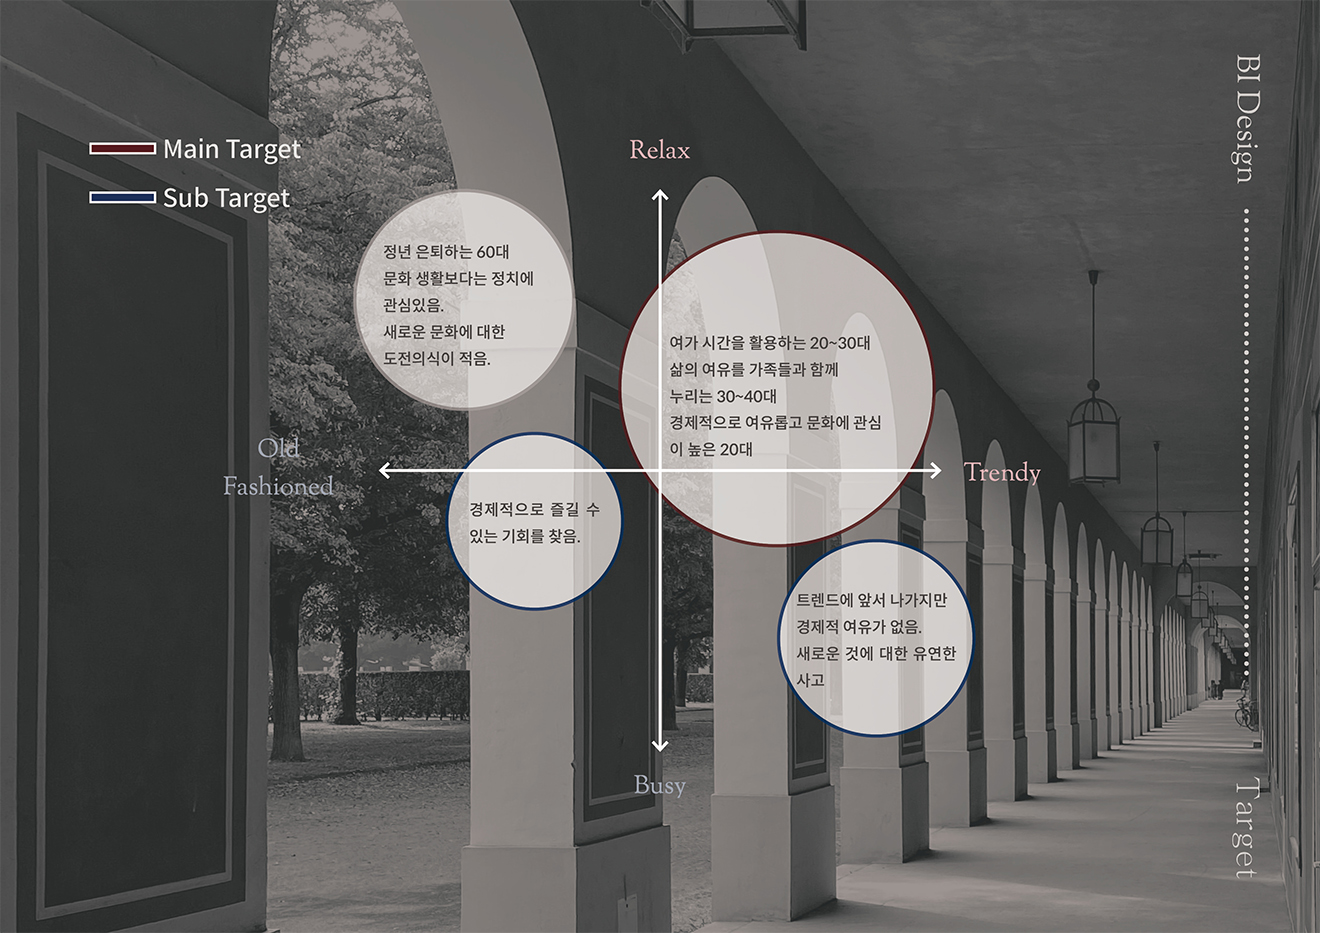 BI Design
Target
Main Target
Sub Target
Relax
정년 은퇴하는 60대
문화 생활보다는 정치에
관심있음.
새로운 문화에 대한
도전의식이 적음.
여가 시간을 활용하는 20~30대
삶의 여유를 가족들과 함께
누리는 30~40대
경제적으로 여유롭고 문화에 관심
이 높은 20대
Old
Fashioned
Trendy
경제적으로 즐길 수
있는 기회를 찾음.
트렌드에 앞서 나가지만
경제적 여유가 없음.
새로운 것에 대한 유연한
사고
Busy